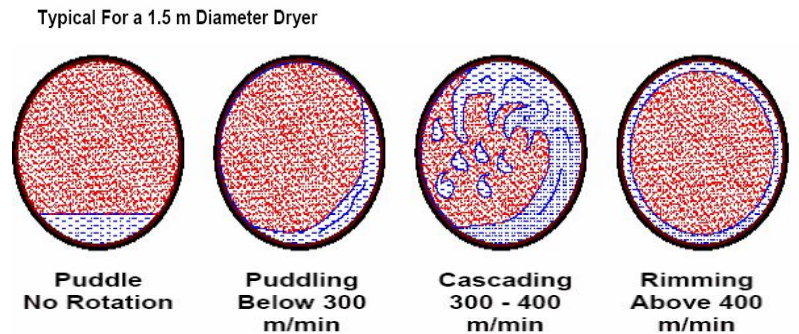 Typical For a 1.5 m Diameter Dryer
Puddle
No Rotation
Puddling
Below 300
m/min
Cascading
300 - 400
m/min
Rimming
Above 400
m/min